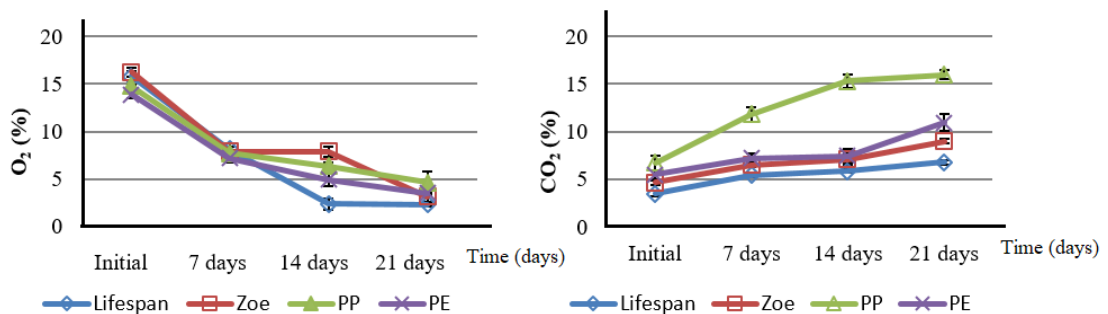 O₂ (%)
20
15
10
5
0
Initial 7 days 14 days 21 days Time (days)
Lifespan Zoe PP PE
CO₂ (%)
20
15
10
5
0
Initial 7 days 14 days 21 days Time (days)
Lifespan Zoe PP PE